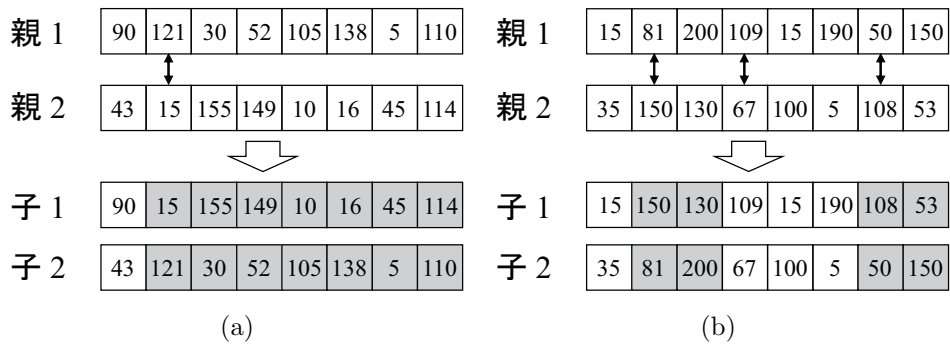 親 1 90 121 30 52 105 138 5 110
親 2 43 15 155 149 10 16 45 114
子 1 90 15 155 149 10 16 45 114
子 2 43 121 30 52 105 138 5 110
(a)
親 1 15 81 200 109 15 190 50 150
親 2 35 150 130 67 100 5 108 53
子 1 15 150 130 109 15 190 108 53
子 2 35 81 200 67 100 5 50 150
(b)